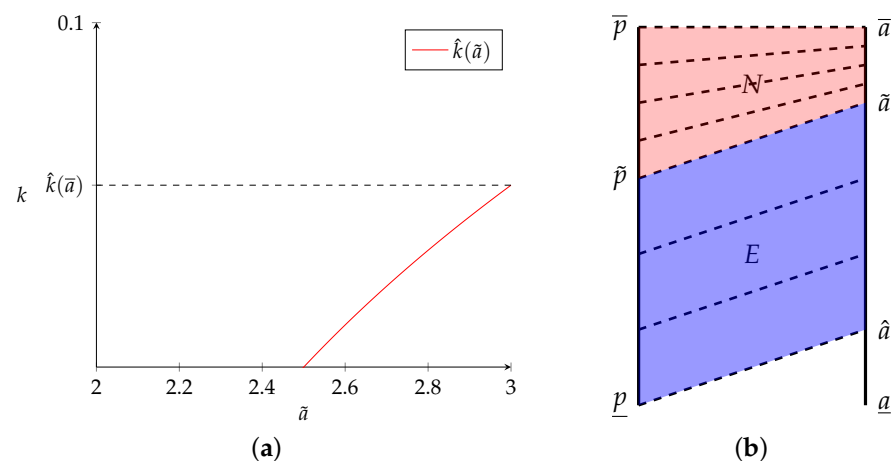 0.1
k̂(ã)
k̂(a̅)
k
2
2.2
2.4
2.6
2.8
3
ã
(a)
p̅
a̅
N
ã
p̃
E
â
p̲
a̲
(b)